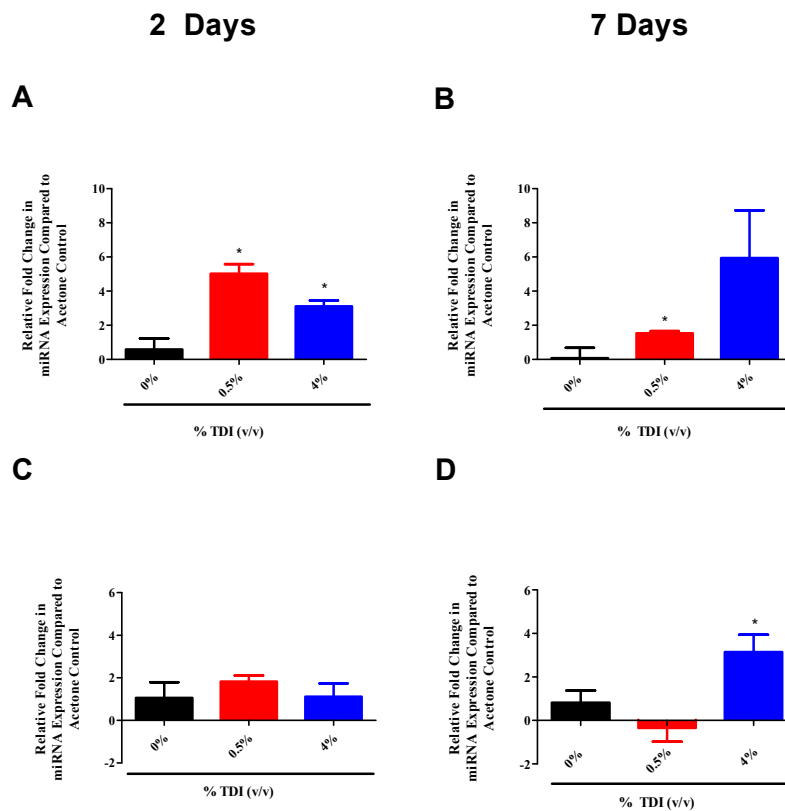 2 Days
7 Days
A
Relative Fold Change in
miRNA Expression Compared to
Acetone Control
10
8
6
4
2
0
*
*
0%
0.5%
4%
% TDI (v/v)
B
Relative Fold Change in
miRNA Expression Compared to
Acetone Control
10
8
6
4
2
0
*
0%
0.5%
4%
% TDI (v/v)
C
Relative Fold Change in
miRNA Expression Compared to
Acetone Control
6
4
2
0
-2
0%
0.5%
4%
% TDI (v/v)
D
Relative Fold Change in
miRNA Expression Compared to
Acetone Control
6
4
2
0
-2
*
0%
0.5%
4%
% TDI (v/v)